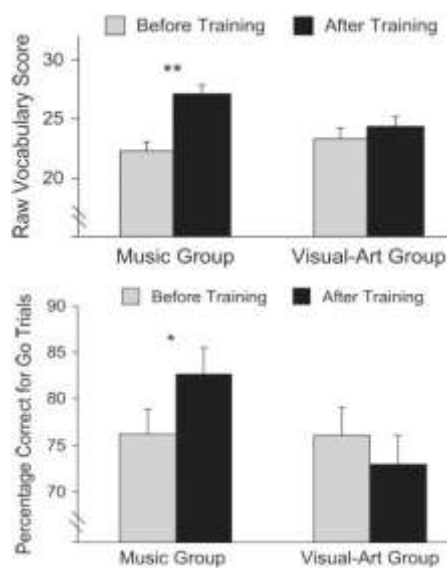 Before Training After Training
Raw Vocabulary Score
30
**
25
20
Music Group Visual-Art Group
Before Training After Training
Percentage Correct for Go Trials
90
85
*
80
75
70
Music Group Visual-Art Group